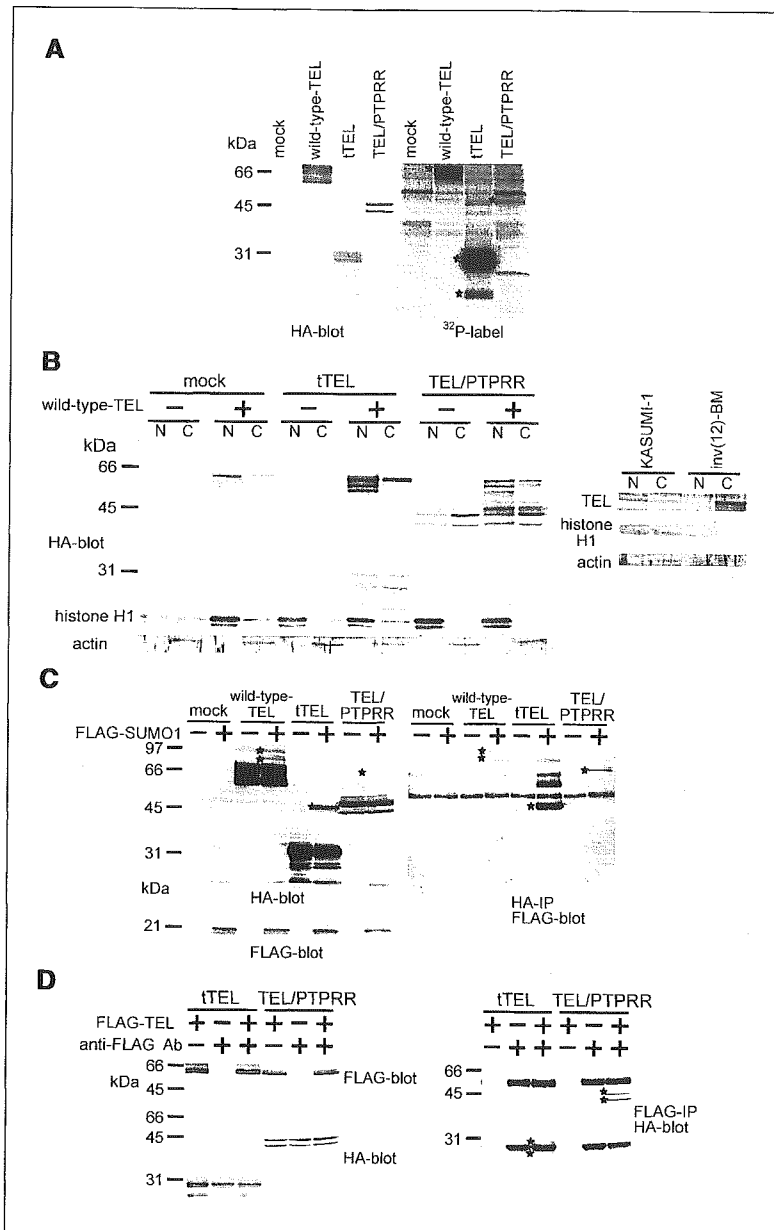 A
mock
wild-type-TEL
tTEL
TEL/PTPRR
mock
wild-type-TEL
tTEL
TEL/PTPRR
kDa
66
45
31
HA-blot
32P-label
B
mock tTEL TEL/PTPRR
wild-type-TEL − + − + − +
N C N C N C N C N C N C
kDa
66
45
HA-blot
31
histone H1
actin
KASUMI-1
inv(12)-BM
N C N C
TEL
histone H1
actin
C
mock wild-type-TEL tTEL TEL/PTPRR
FLAG-SUMO1 − + − + − + − +
97
66
45
31
kDa
HA-blot
21
FLAG-blot
mock wild-type-TEL tTEL TEL/PTPRR
− + − + − + − +
HA-IP
FLAG-blot
D
tTEL TEL/PTPRR
FLAG-TEL + − + + − +
anti-FLAG Ab − + + − + +
kDa
66
45
FLAG-blot
66
45
HA-blot
31
tTEL TEL/PTPRR
+ − + + − +
− + + − + +
66
45
FLAG-IP
HA-blot
31